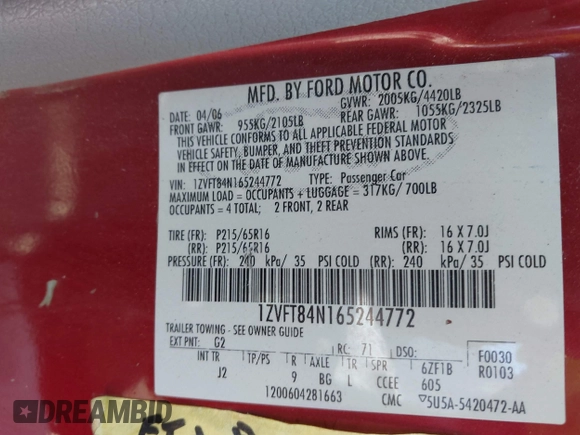 MFD. BY FORD MOTOR CO.
DATE: 04/06 GVWR: 2005KG/4420LB
FRONT GAWR: 955KG/2105LB REAR GAWR: 1055KG/2325LB
THIS VEHICLE CONFORMS TO ALL APPLICABLE FEDERAL MOTOR
VEHICLE SAFETY, BUMPER, AND THEFT PREVENTION STANDARDS
IN EFFECT ON THE DATE OF MANUFACTURE SHOWN ABOVE.
VIN: 1ZVFT84N165244772 TYPE: Passenger Car
MAXIMUM LOAD = OCCUPANTS + LUGGAGE = 317KG/ 700LB
OCCUPANTS = 4 TOTAL; 2 FRONT, 2 REAR
TIRE (FR): P215/65R16 RIMS (FR): 16 X 7.0J
(RR): P215/65R16 (RR): 16 X 7.0J
PRESSURE (FR): 240 kPa/ 35 PSI COLD (RR): 240 kPa/ 35 PSI COLD
1ZVFT84N165244772
TRAILER TOWING - SEE OWNER GUIDE
EXT PNT: G2 RC: 71 DSO: F0030
INT TR TP/PS R AXLE TR SPR R0103
J2 9 BG L CCEE 6ZF1B
605
1200604281663 CMC ▽5U5A-5420472-AA
DREAMBID